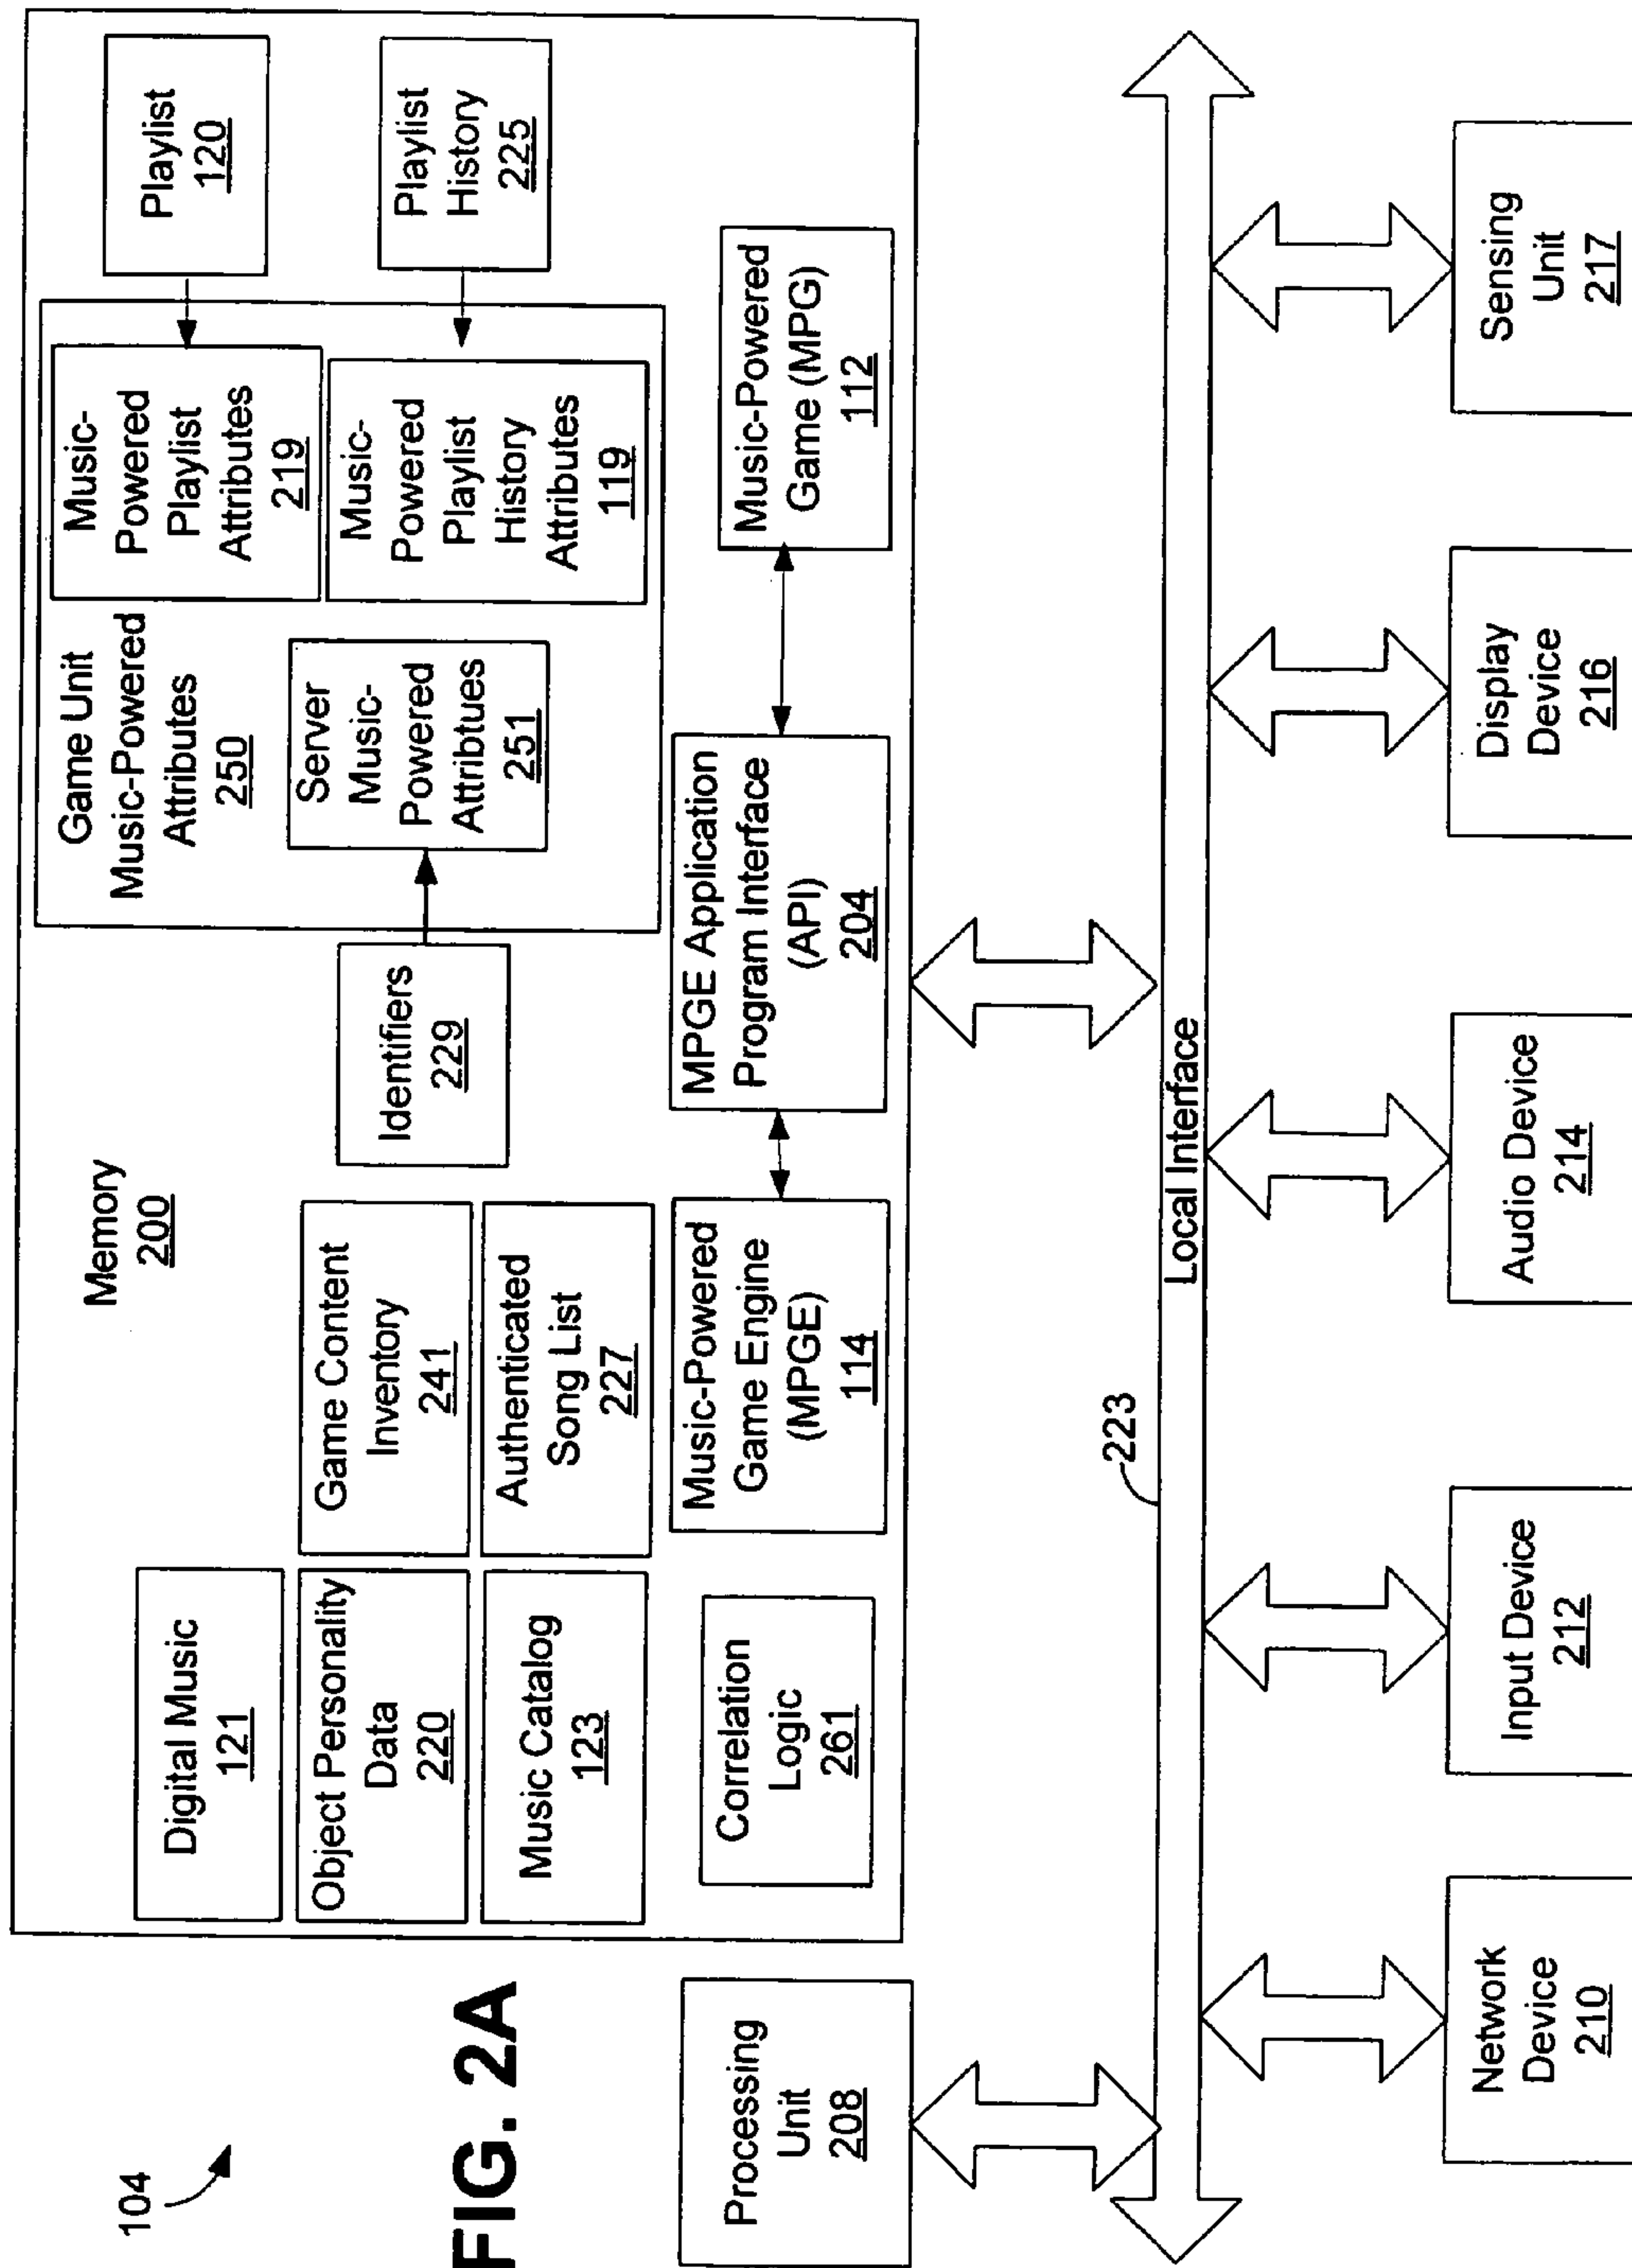 104
FIG. 2A
Memory
200
Digital Music
121
Object Personality
Data
220
Music Catalog
123
Correlation
Logic
261
Game Content
Inventory
241
Authenticated
Song List
227
Music-Powered
Game Engine
(MPGE)
114
Identifiers
229
MPGE Application
Program Interface
(API)
204
Game Unit
Music-Powered
Attributes
250
Server
Music-
Powered
Attribtues
251
Music-
Powered
Playlist
Attributes
219
Music-
Powered
Playlist
History
Attributes
119
Playlist
120
Playlist
History
225
Music-Powered
Game (MPG)
112
Processing
Unit
208
223
Local Interface
Network
Device
210
Input Device
212
Audio Device
214
Display
Device
216
Sensing
Unit
217